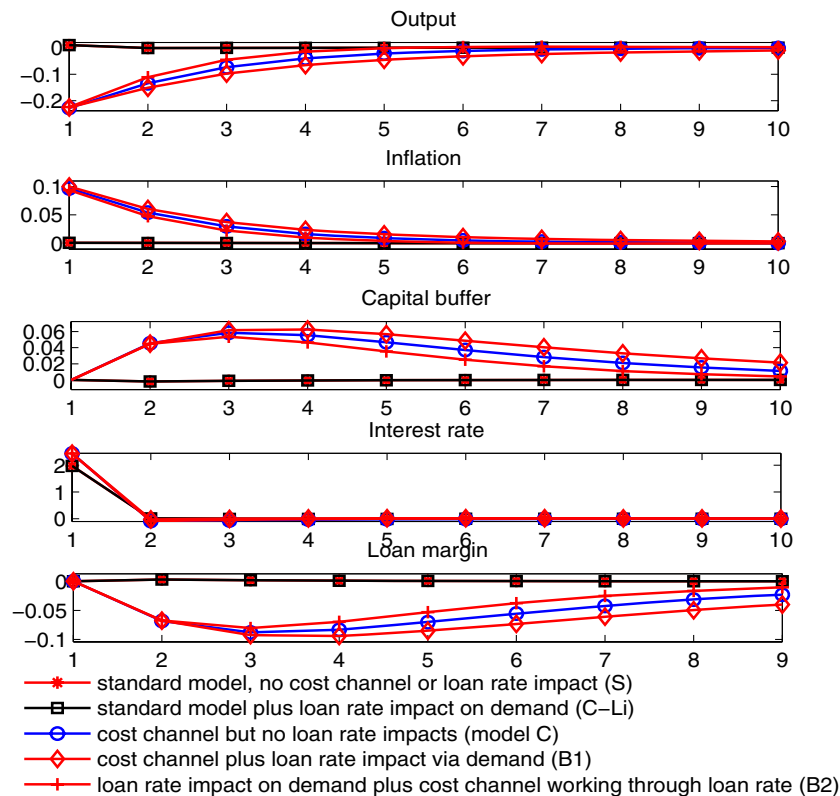 Output
0
−0.1
−0.2
1 2 3 4 5 6 7 8 9 10
Inflation
0.1
0.05
0
1 2 3 4 5 6 7 8 9 10
Capital buffer
0.06
0.04
0.02
0
1 2 3 4 5 6 7 8 9 10
Interest rate
2
1
0
1 2 3 4 5 6 7 8 9 10
Loan margin
0
−0.05
−0.1
1 2 3 4 5 6 7 8 9
standard model, no cost channel or loan rate impact (S)
standard model plus loan rate impact on demand (C−Li)
cost channel but no loan rate impacts (model C)
cost channel plus loan rate impact via demand (B1)
loan rate impact on demand plus cost channel working through loan rate (B2)